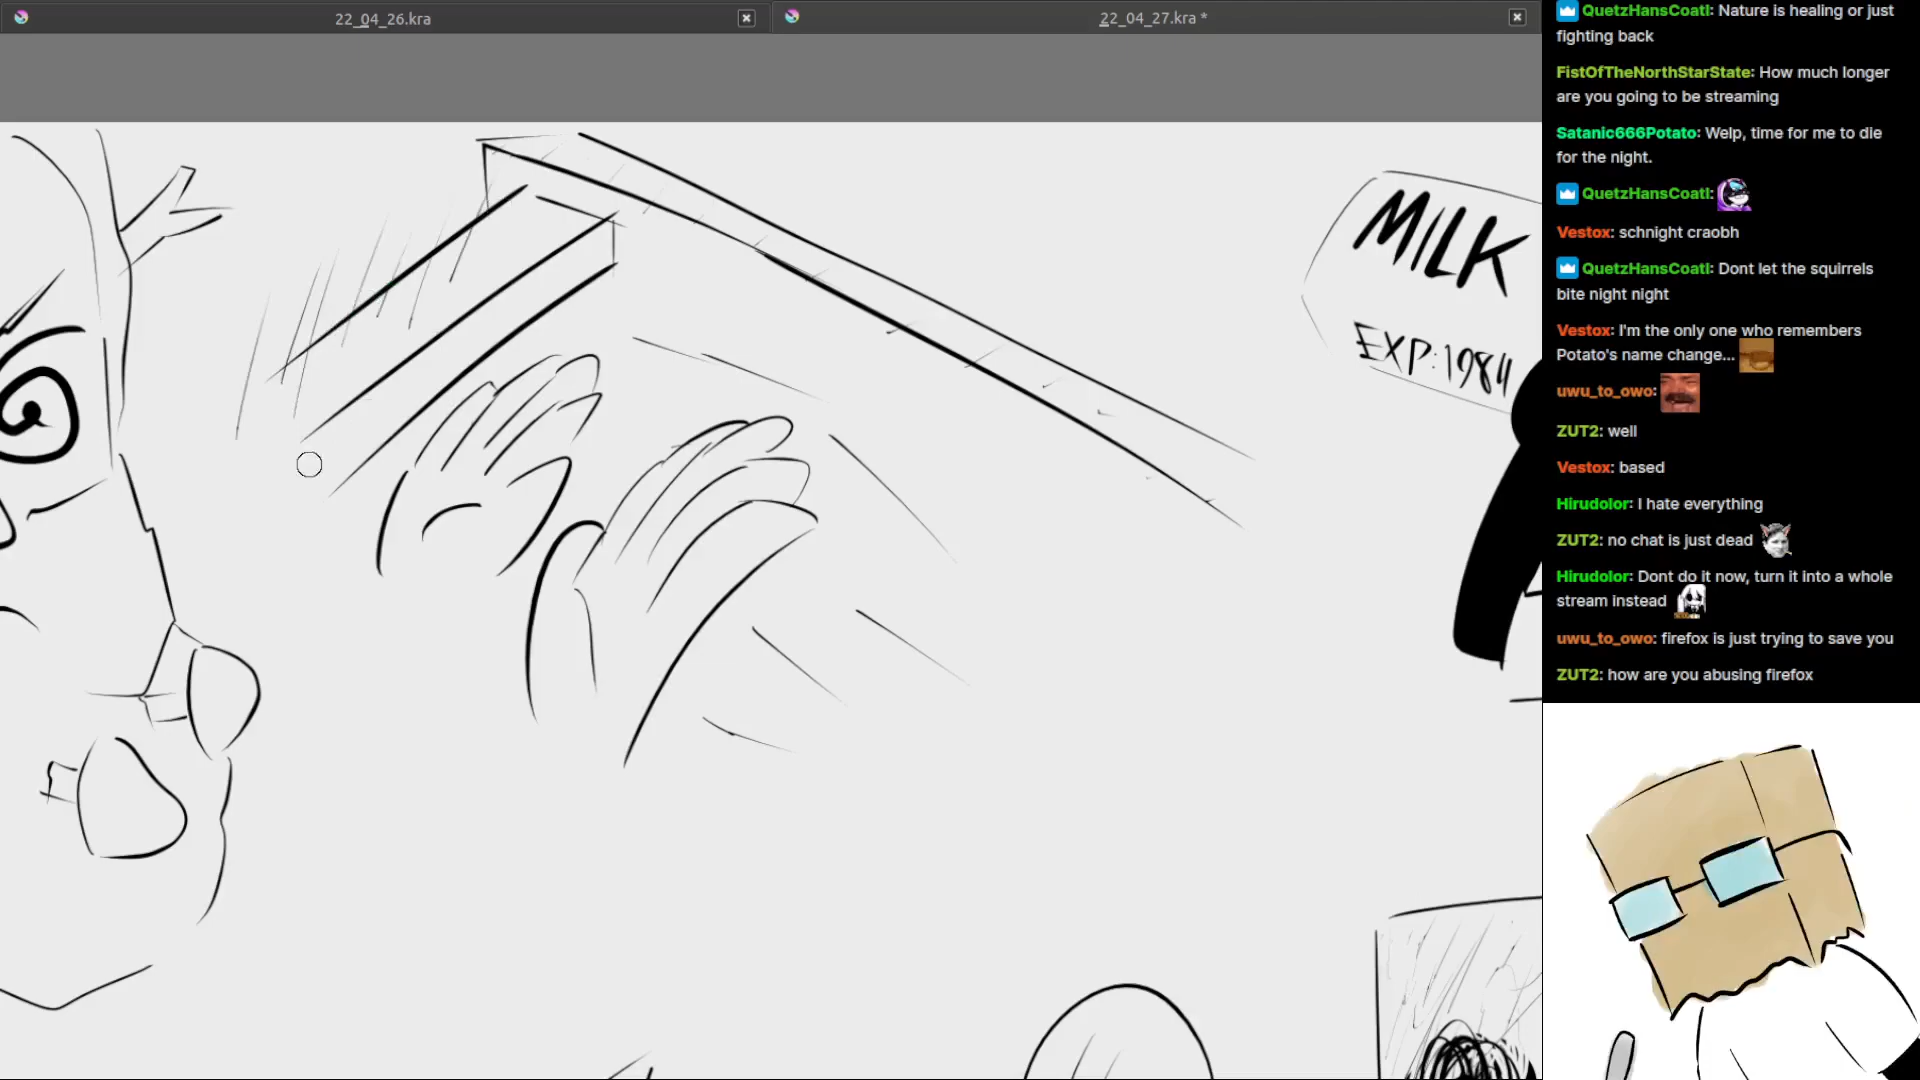 22_04_26.kra
22_04_27.kra *
MILK
EXP:1984
QuetzHansCoatl: Nature is healing or just
fighting back
FistOfTheNorthStarState: How much longer
are you going to be streaming
Satanic666Potato: Welp, time for me to die
for the night.
QuetzHansCoatl:
Vestox: schnight craobh
QuetzHansCoatl: Dont let the squirrels
bite night night
Vestox: I'm the only one who remembers
Potato's name change...
uwu_to_owo:
ZUT2: well
Vestox: based
Hirudolor: I hate everything
ZUT2: no chat is just dead
Hirudolor: Dont do it now, turn it into a whole
stream instead
uwu_to_owo: firefox is just trying to save you
ZUT2: how are you abusing firefox